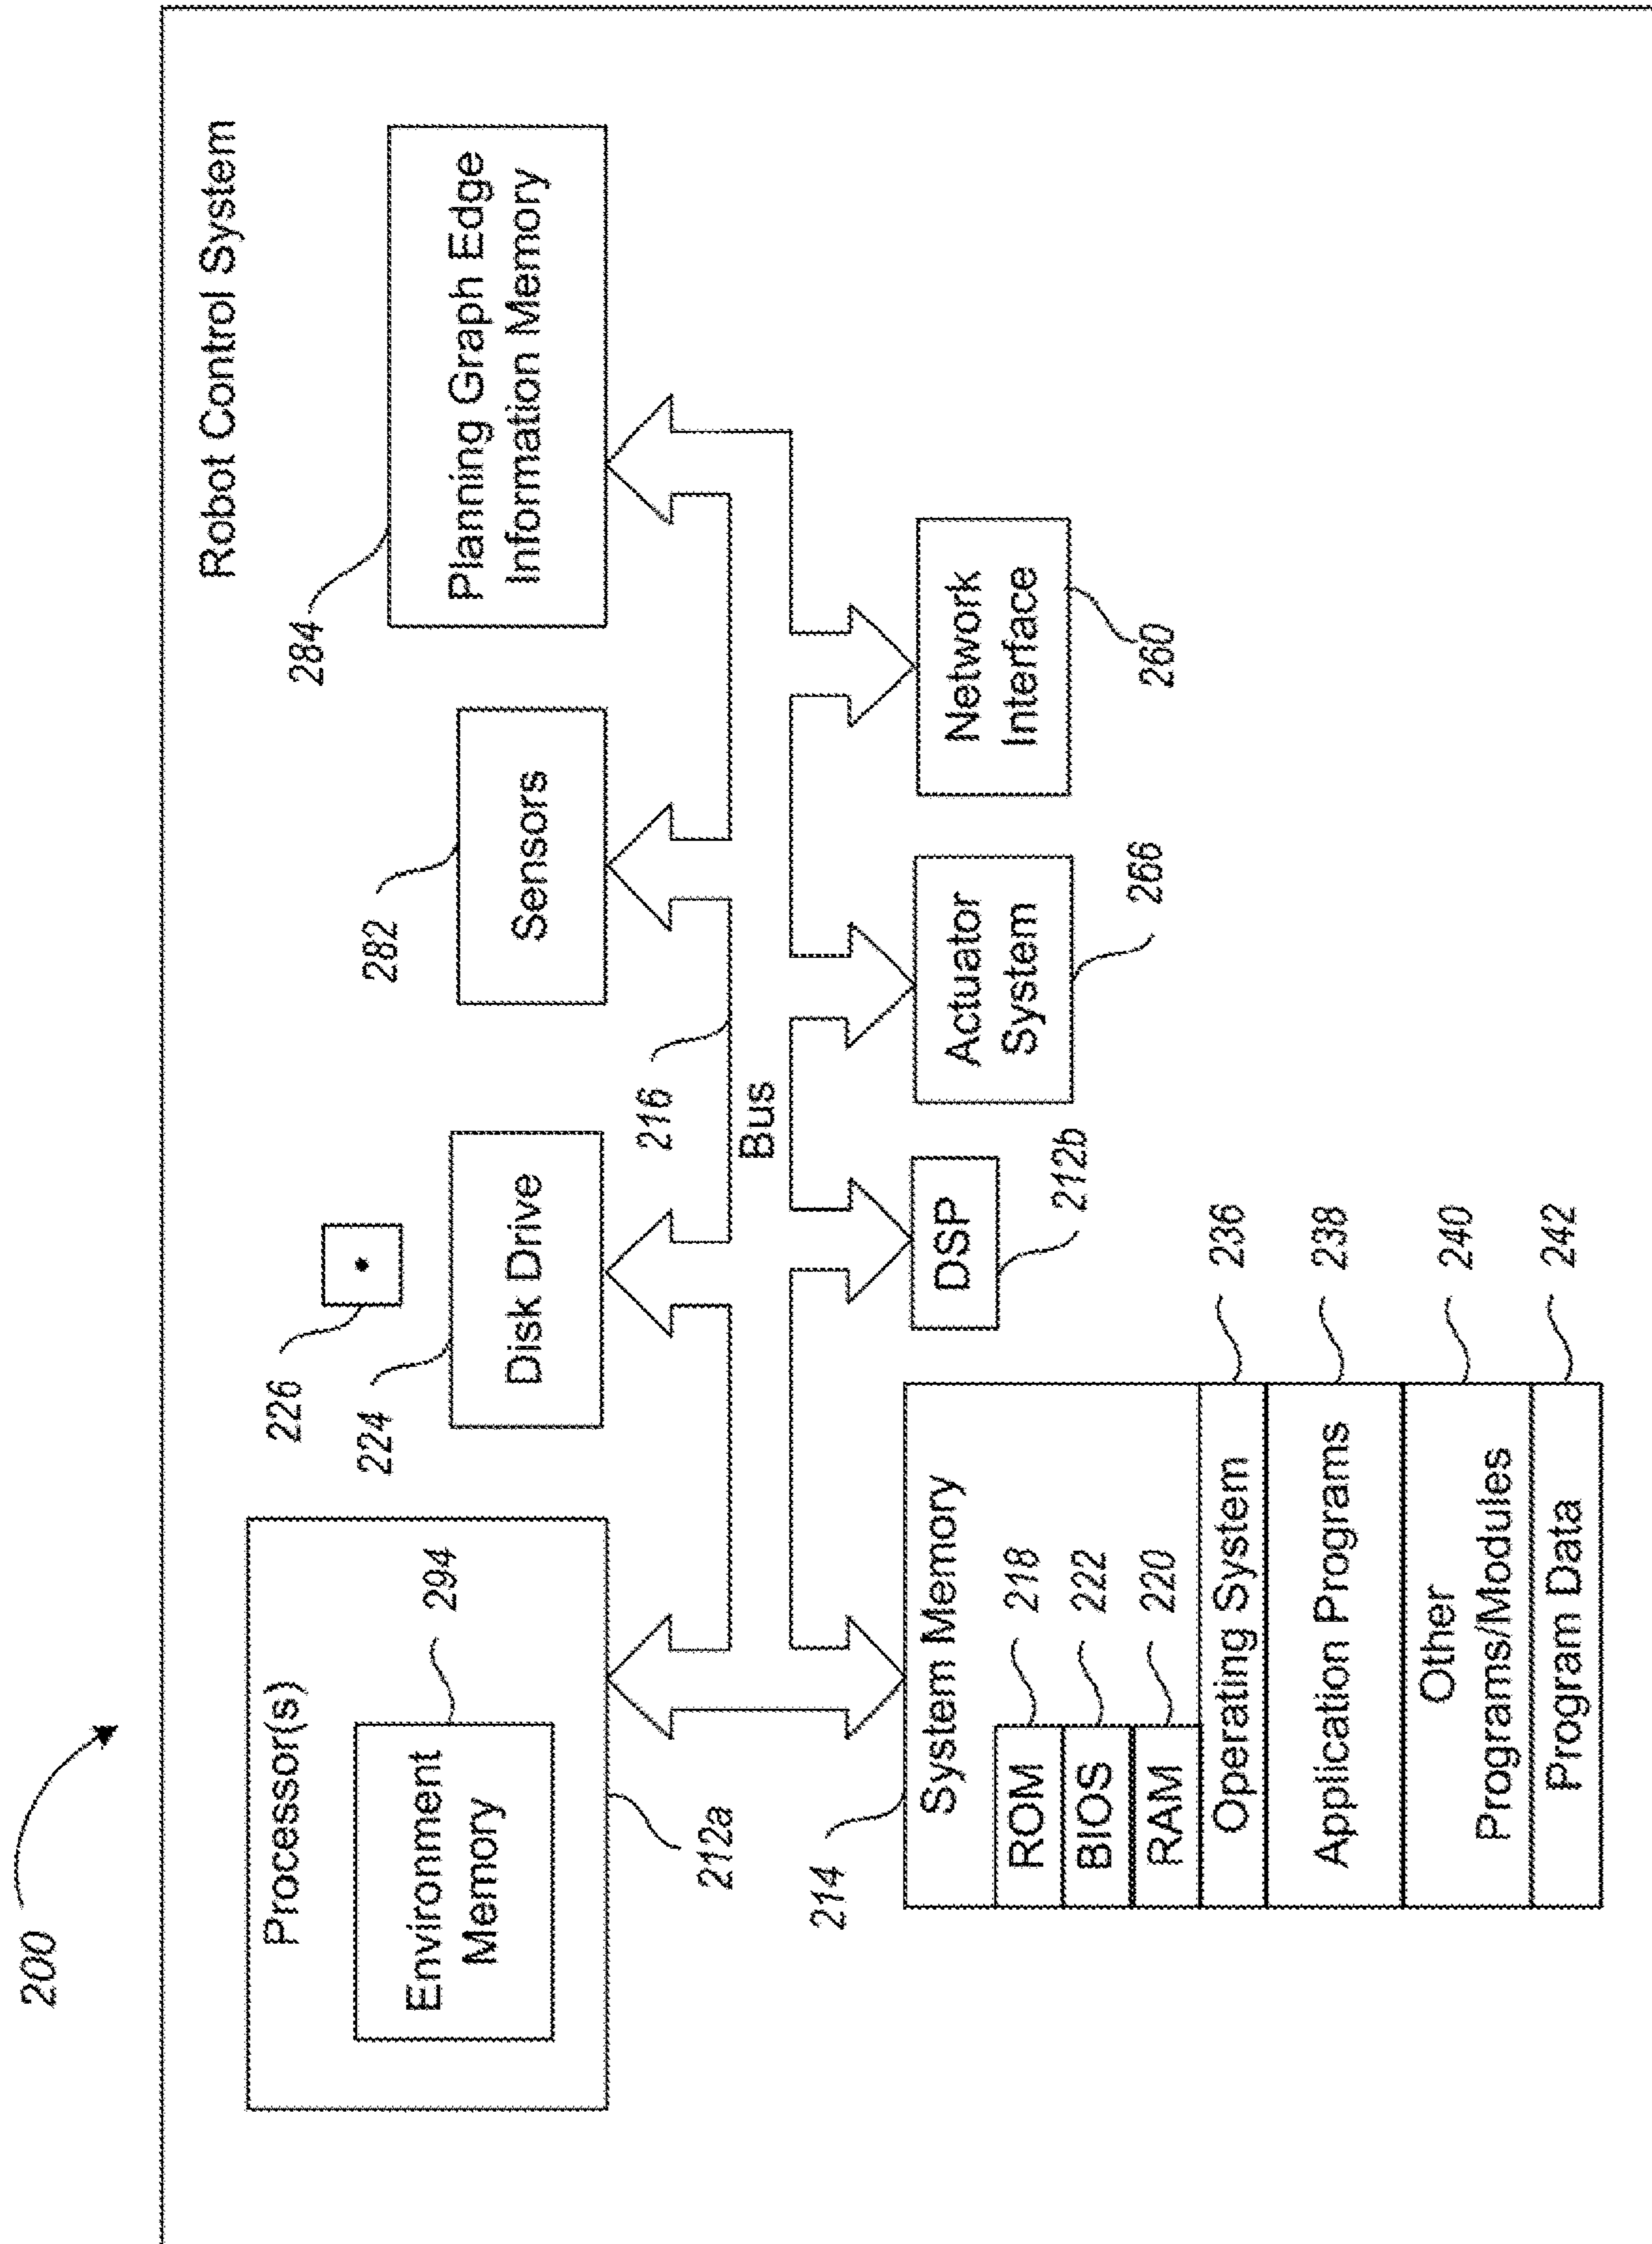 200
Robot Control System
Processor(s)
Environment
Memory
294
212a
226
224
Disk Drive
282
Sensors
284
Planning Graph Edge
Information Memory
216
Bus
214
System Memory
ROM
218
BIOS
222
RAM
220
Operating System
236
Application Programs
238
Other
Programs/Modules
240
Program Data
242
DSP
212b
Actuator
System
266
Network
Interface
260